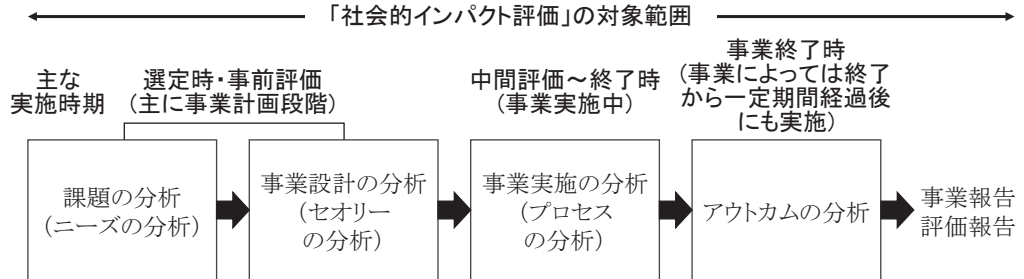 「社会的インパクト評価」の対象範囲
主な
実施時期
選定時・事前評価
（主に事業計画段階）
中間評価～終了時
（事業実施中）
事業終了時
（事業によっては終了
から一定期間経過後
にも実施）
課題の分析
（ニーズの分析）
事業設計の分析
（セオリー
の分析）
事業実施の分析
（プロセス
の分析）
アウトカムの分析
事業報告
評価報告